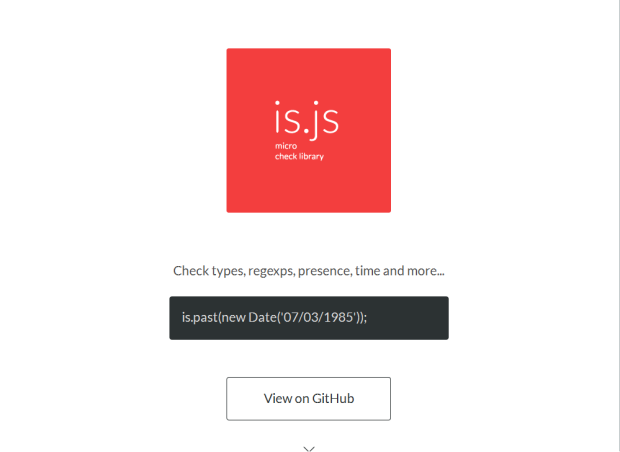 is.js
micro
check library
Check types, regexps, presence, time and more...
is.past(new Date('07/03/1985'));
View on GitHub